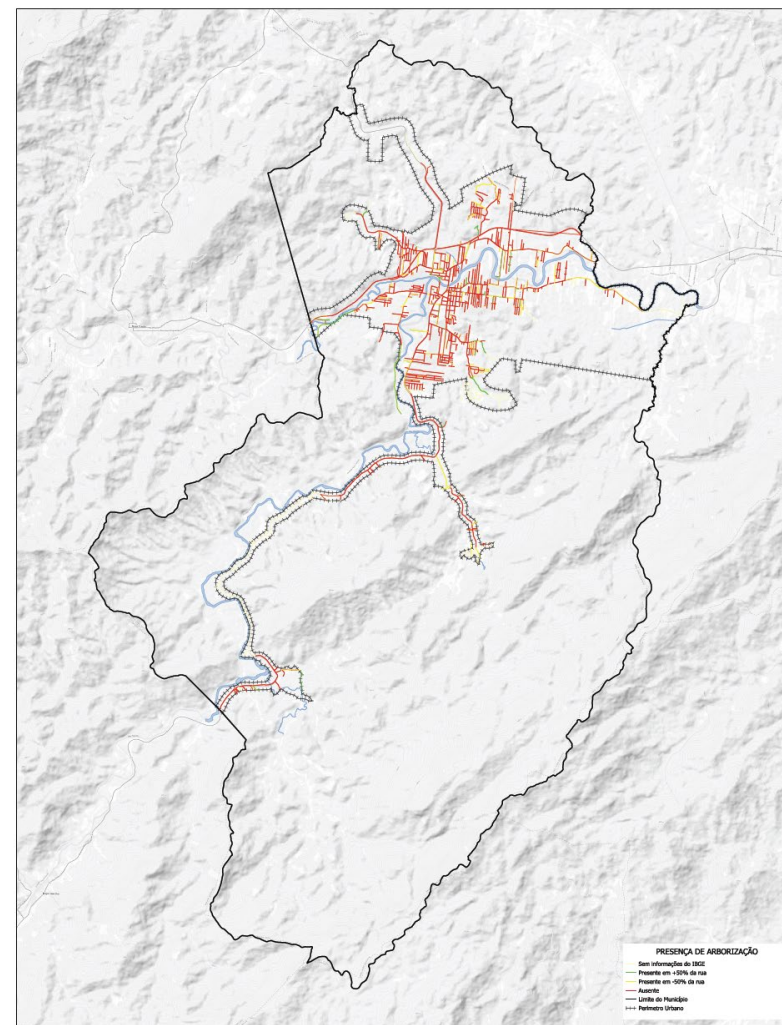 PRESENÇA DE ARBORIZAÇÃO
Sem informações do IBGE
Presente em +50% da rua
Presente em -50% da rua
Ausente
Limite do Município
Perímetro Urbano